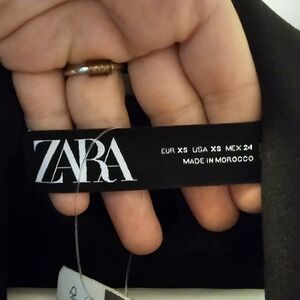 ZARA
EUR XS USA XS MEX 24
MADE IN MOROCCO